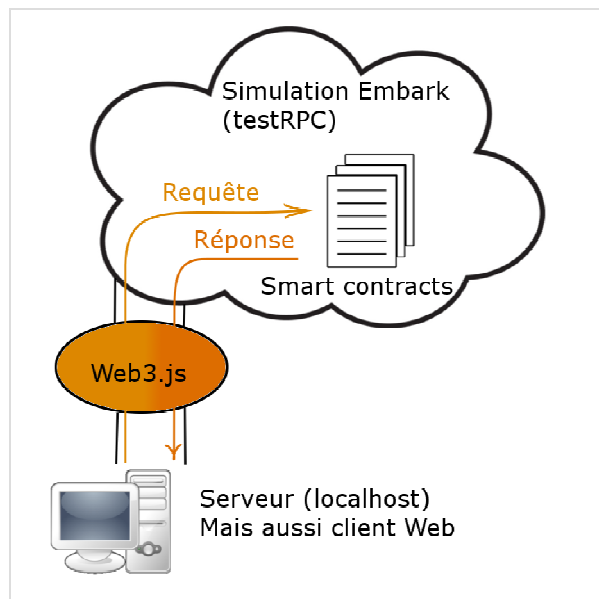 Simulation Embark
(testRPC)
Requête
Réponse
Smart contracts
Web3.js
Serveur (localhost)
Mais aussi client Web